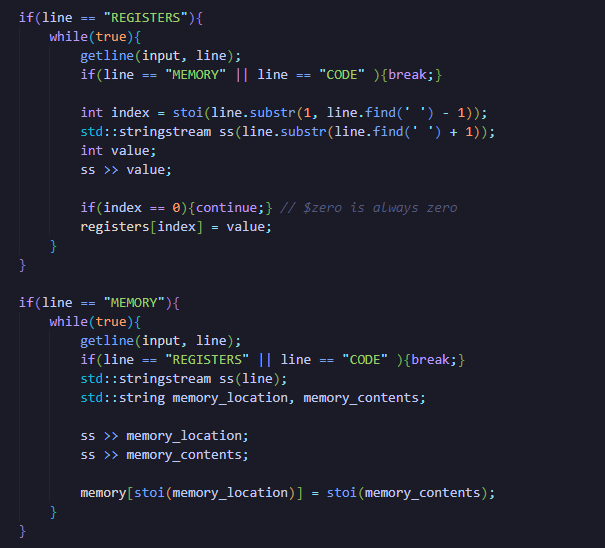 if(line == "REGISTERS"){
    while(true){
        getline(input, line);
        if(line == "MEMORY" || line == "CODE" ){break;}

        int index = stoi(line.substr(1, line.find(' ') - 1));
        std::stringstream ss(line.substr(line.find(' ') + 1));
        int value;
        ss >> value;

        if(index == 0){continue;} // $zero is always zero
        registers[index] = value;
    }
}

if(line == "MEMORY"){
    while(true){
        getline(input, line);
        if(line == "REGISTERS" || line == "CODE" ){break;}
        std::stringstream ss(line);
        std::string memory_location, memory_contents;

        ss >> memory_location;
        ss >> memory_contents;

        memory[stoi(memory_location)] = stoi(memory_contents);
    }
}